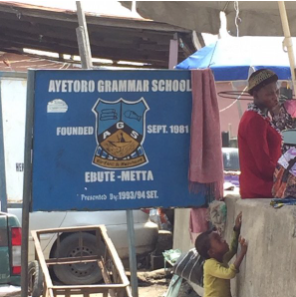 AYETORO GRAMMAR SCHOOL
FOUNDED SEPT. 1981
A G S
EBUTE-METTA
Presented By 1993/94 SET.